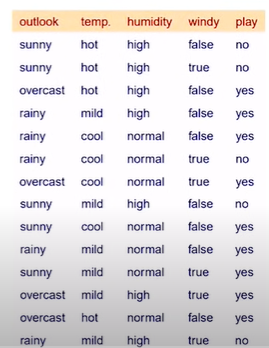 outlook temp. humidity windy play
sunny hot high false no
sunny hot high true no
overcast hot high false yes
rainy mild high false yes
rainy cool normal false yes
rainy cool normal true no
overcast cool normal true yes
sunny mild high false no
sunny cool normal false yes
rainy mild normal false yes
sunny mild normal true yes
overcast mild high true yes
overcast hot normal false yes
rainy mild high true no